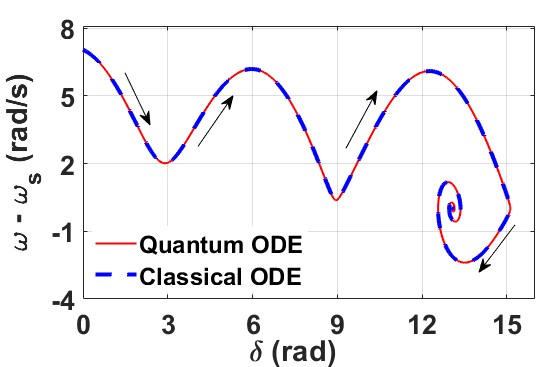 8
5
2
-1
-4
ω - ωs (rad/s)
Quantum ODE
Classical ODE
0 3 6 9 12 15
δ (rad)